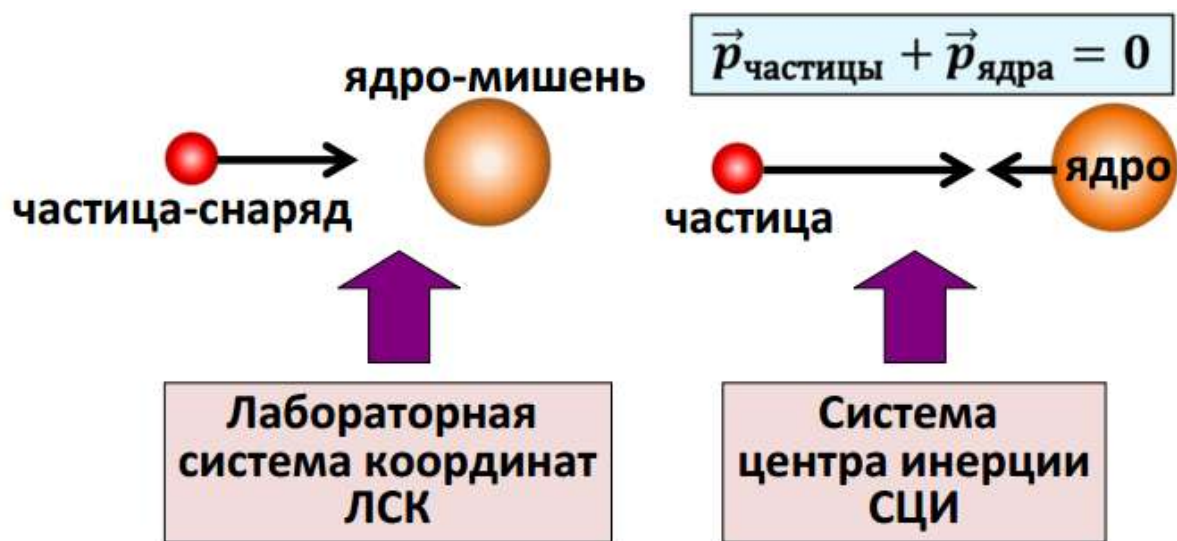 ядро-мишень
частица-снаряд
Лабораторная
система координат
ЛСК
p⃗частицы + p⃗ядра = 0
ядро
частица
Система
центра инерции
СЦИ